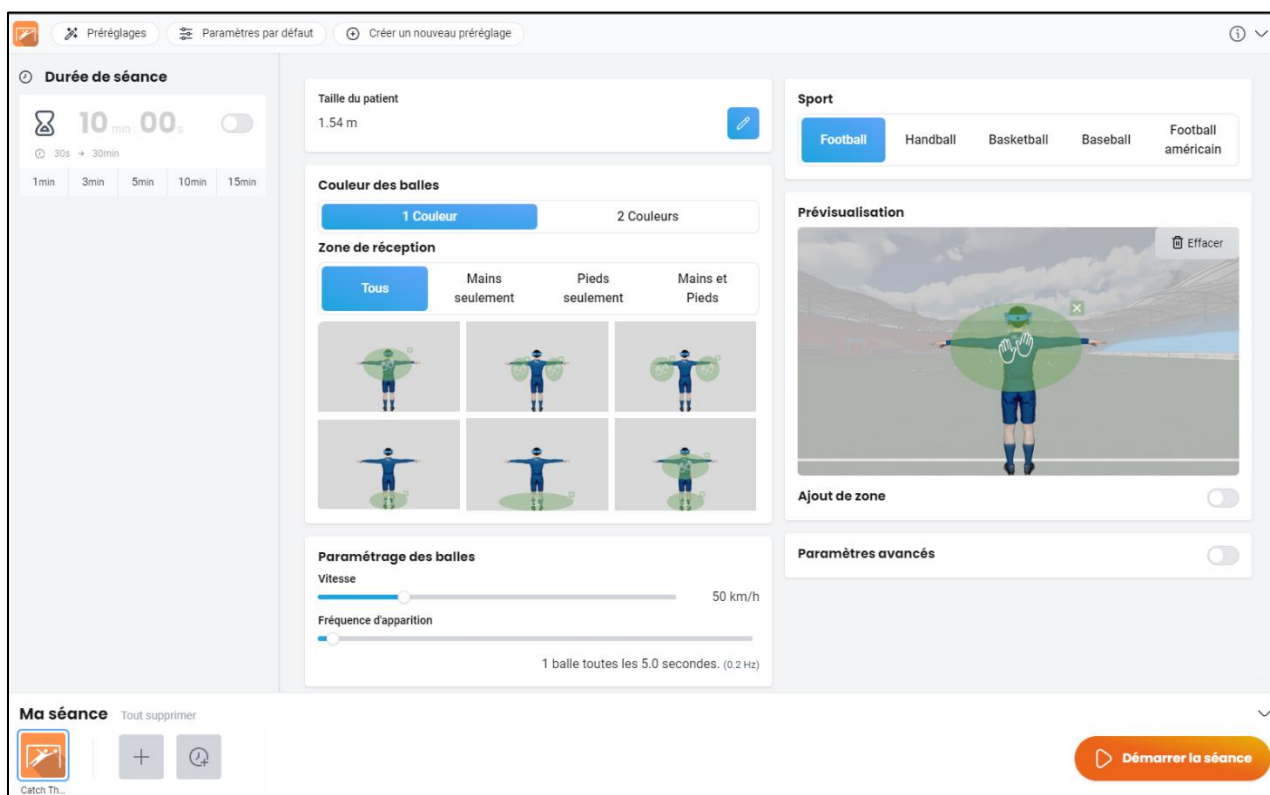 Préréglages
Paramètres par défaut
Créer un nouveau préréglage
Durée de séance
10 min : 00 s
30s → 30min
1min 3min 5min 10min 15min
Taille du patient
1.54 m
Couleur des balles
1 Couleur 2 Couleurs
Zone de réception
Tous
Mains seulement
Pieds seulement
Mains et Pieds
Paramétrage des balles
Vitesse
50 km/h
Fréquence d'apparition
1 balle toutes les 5.0 secondes. (0.2 Hz)
Sport
Football Handball Basketball Baseball Football américain
Prévisualisation
Effacer
Ajout de zone
Paramètres avancés
Ma séance Tout supprimer
Catch Th...
Démarrer la séance